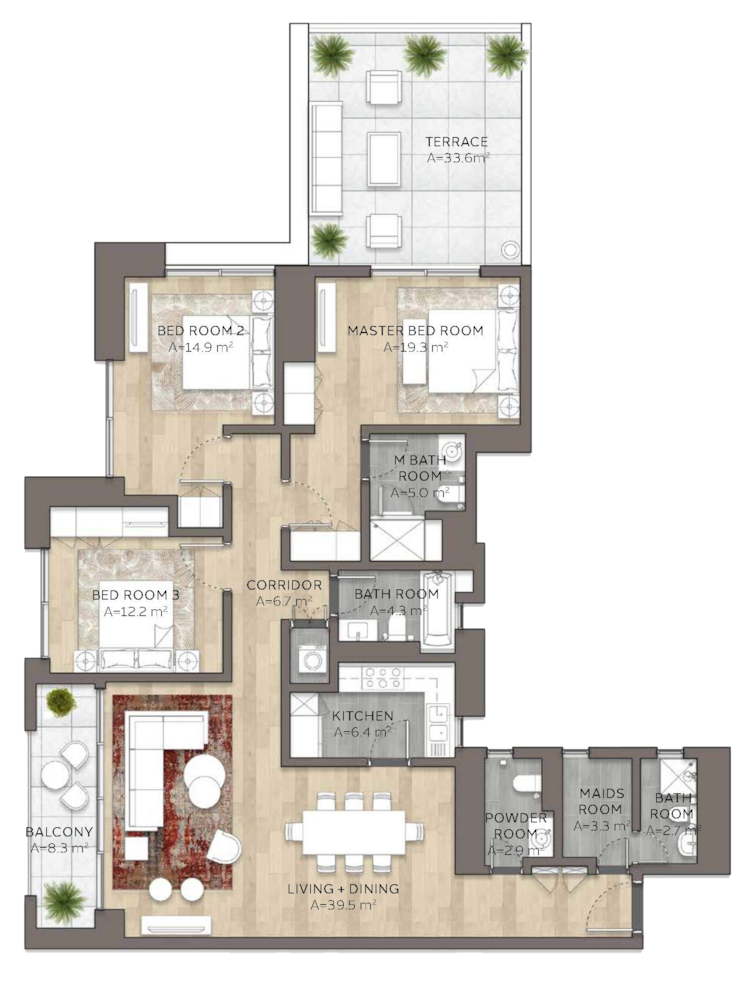 TERRACE
A=33.6m²
BED ROOM 2
A=14.9 m²
MASTER BED ROOM
A=19.3 m²
M BATH
ROOM
A=5.0 m²
BED ROOM 3
A=12.2 m²
CORRIDOR
A=6.7 m²
BATH ROOM
A=4.3 m²
KITCHEN
A=6.4 m²
BALCONY
A=8.3 m²
LIVING + DINING
A=39.5 m²
POWDER
ROOM
A=2.9 m²
MAIDS
ROOM
A=3.3 m²
BATH
ROOM
A=2.7 m²